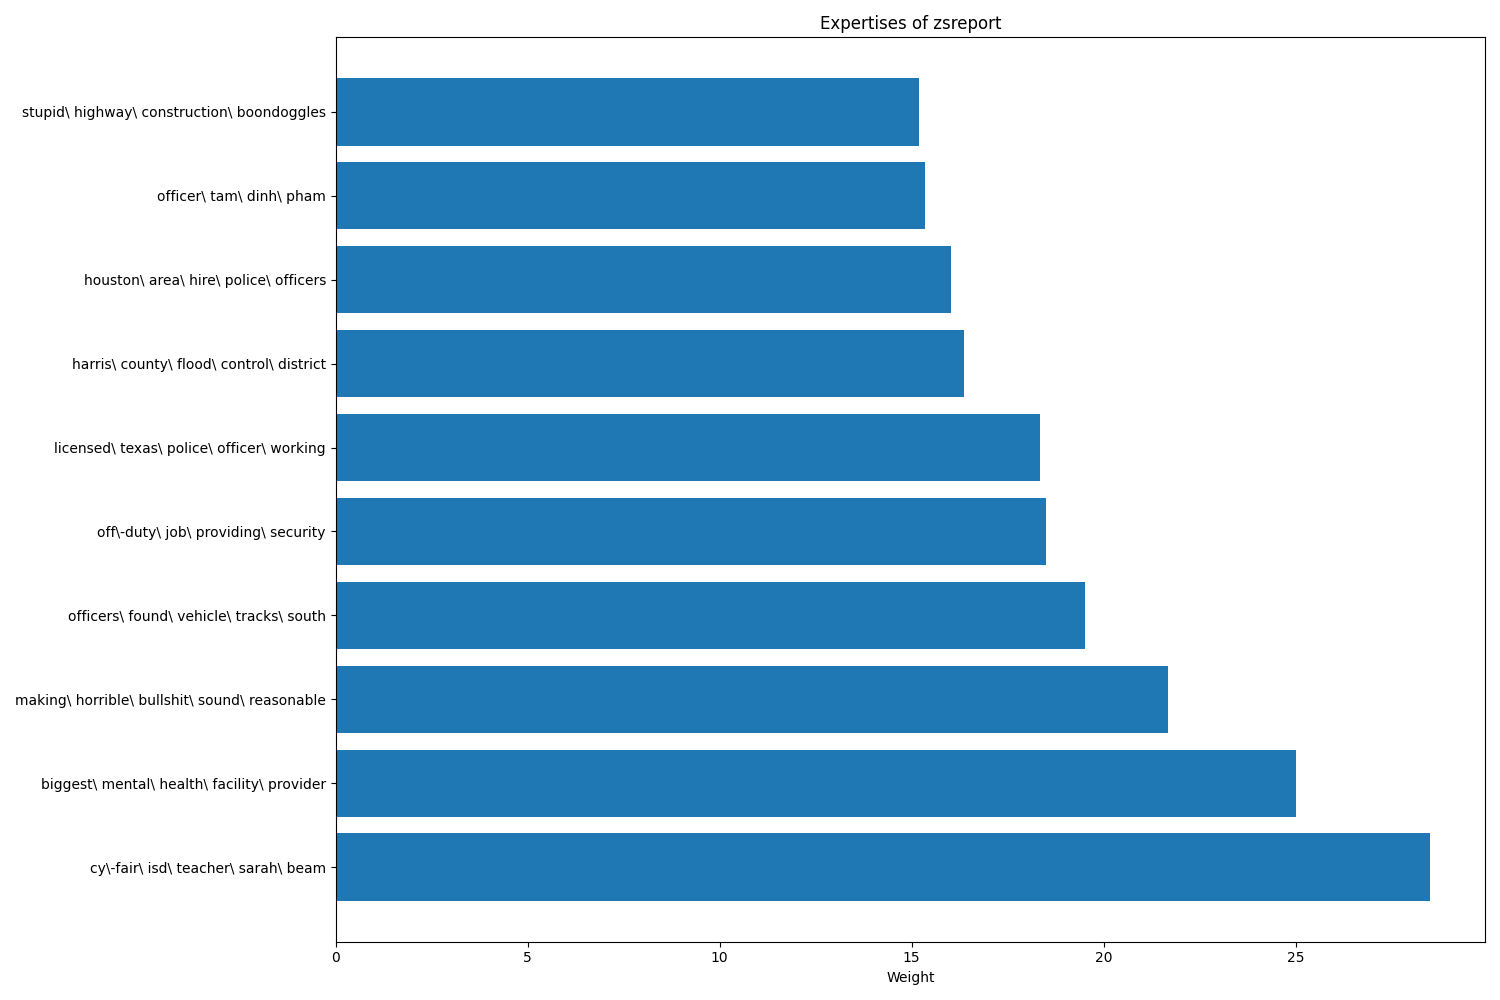 Expertises of zsreport
stupid\ highway\ construction\ boondoggles
officer\ tam\ dinh\ pham
houston\ area\ hire\ police\ officers
harris\ county\ flood\ control\ district
licensed\ texas\ police\ officer\ working
off\-duty\ job\ providing\ security
officers\ found\ vehicle\ tracks\ south
making\ horrible\ bullshit\ sound\ reasonable
biggest\ mental\ health\ facility\ provider
cy\-fair\ isd\ teacher\ sarah\ beam
0 5 10 15 20 25
Weight